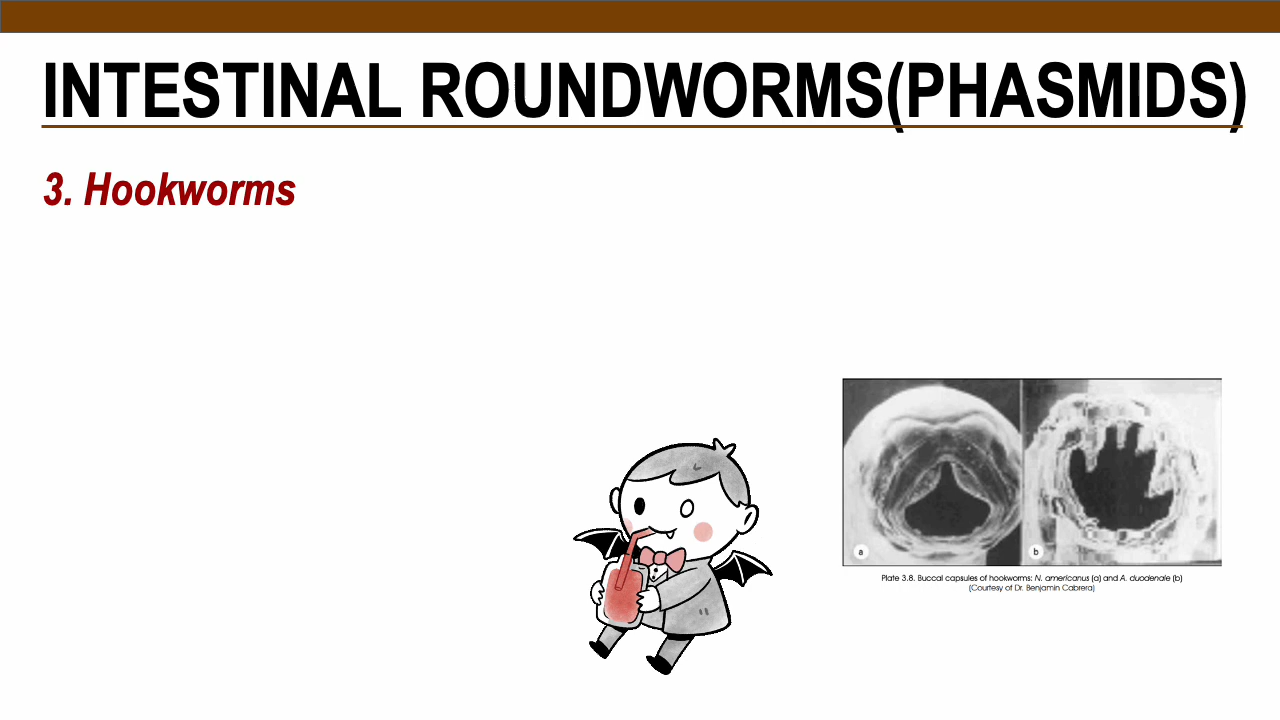 INTESTINAL ROUNDWORMS(PHASMIDS)
3. Hookworms
a
b
Plate 3.8. Buccal capsules of hookworms: N. americanus (a) and A. duodenale (b)
(Courtesy of Dr. Benjamin Cabrera)